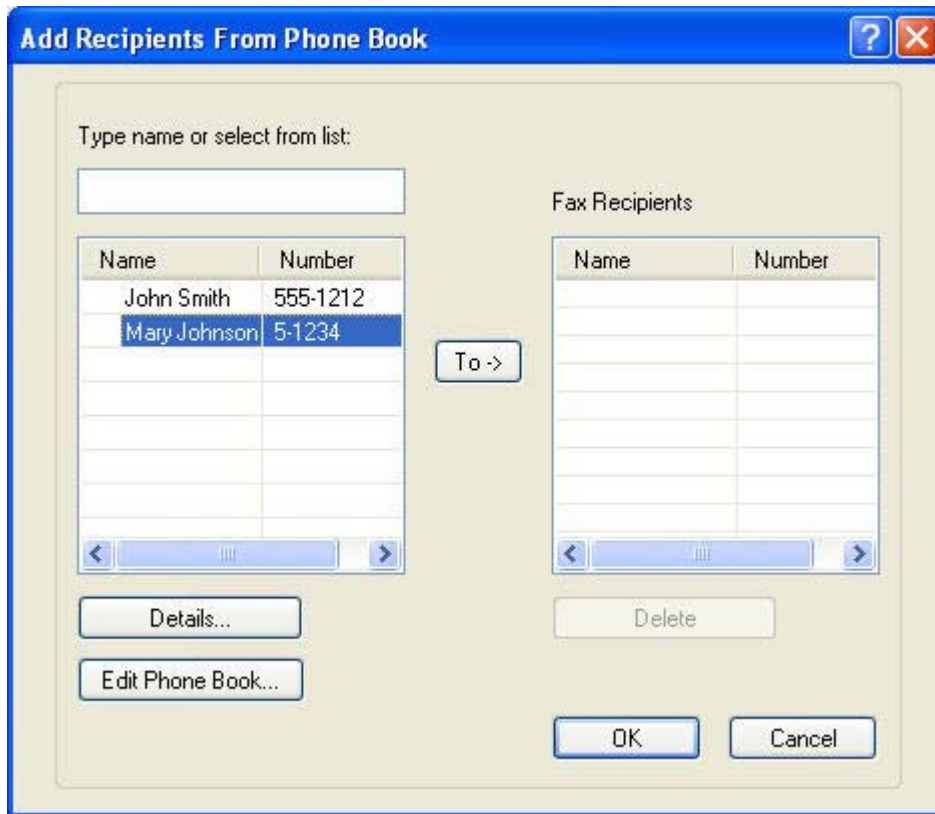 Add Recipients From Phone Book
Type name or select from list:
Fax Recipients
Name Number
John Smith 555-1212
Mary Johnson 5-1234
To ->
Name Number
Details...
Edit Phone Book...
Delete
OK Cancel